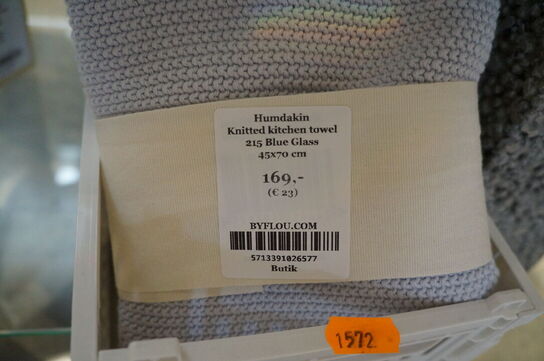 Humdakin
Knitted kitchen towel
215 Blue Glass
45x70 cm
169,-
(€ 23)
BYFLOU.COM
5713391026577
Butik
1572